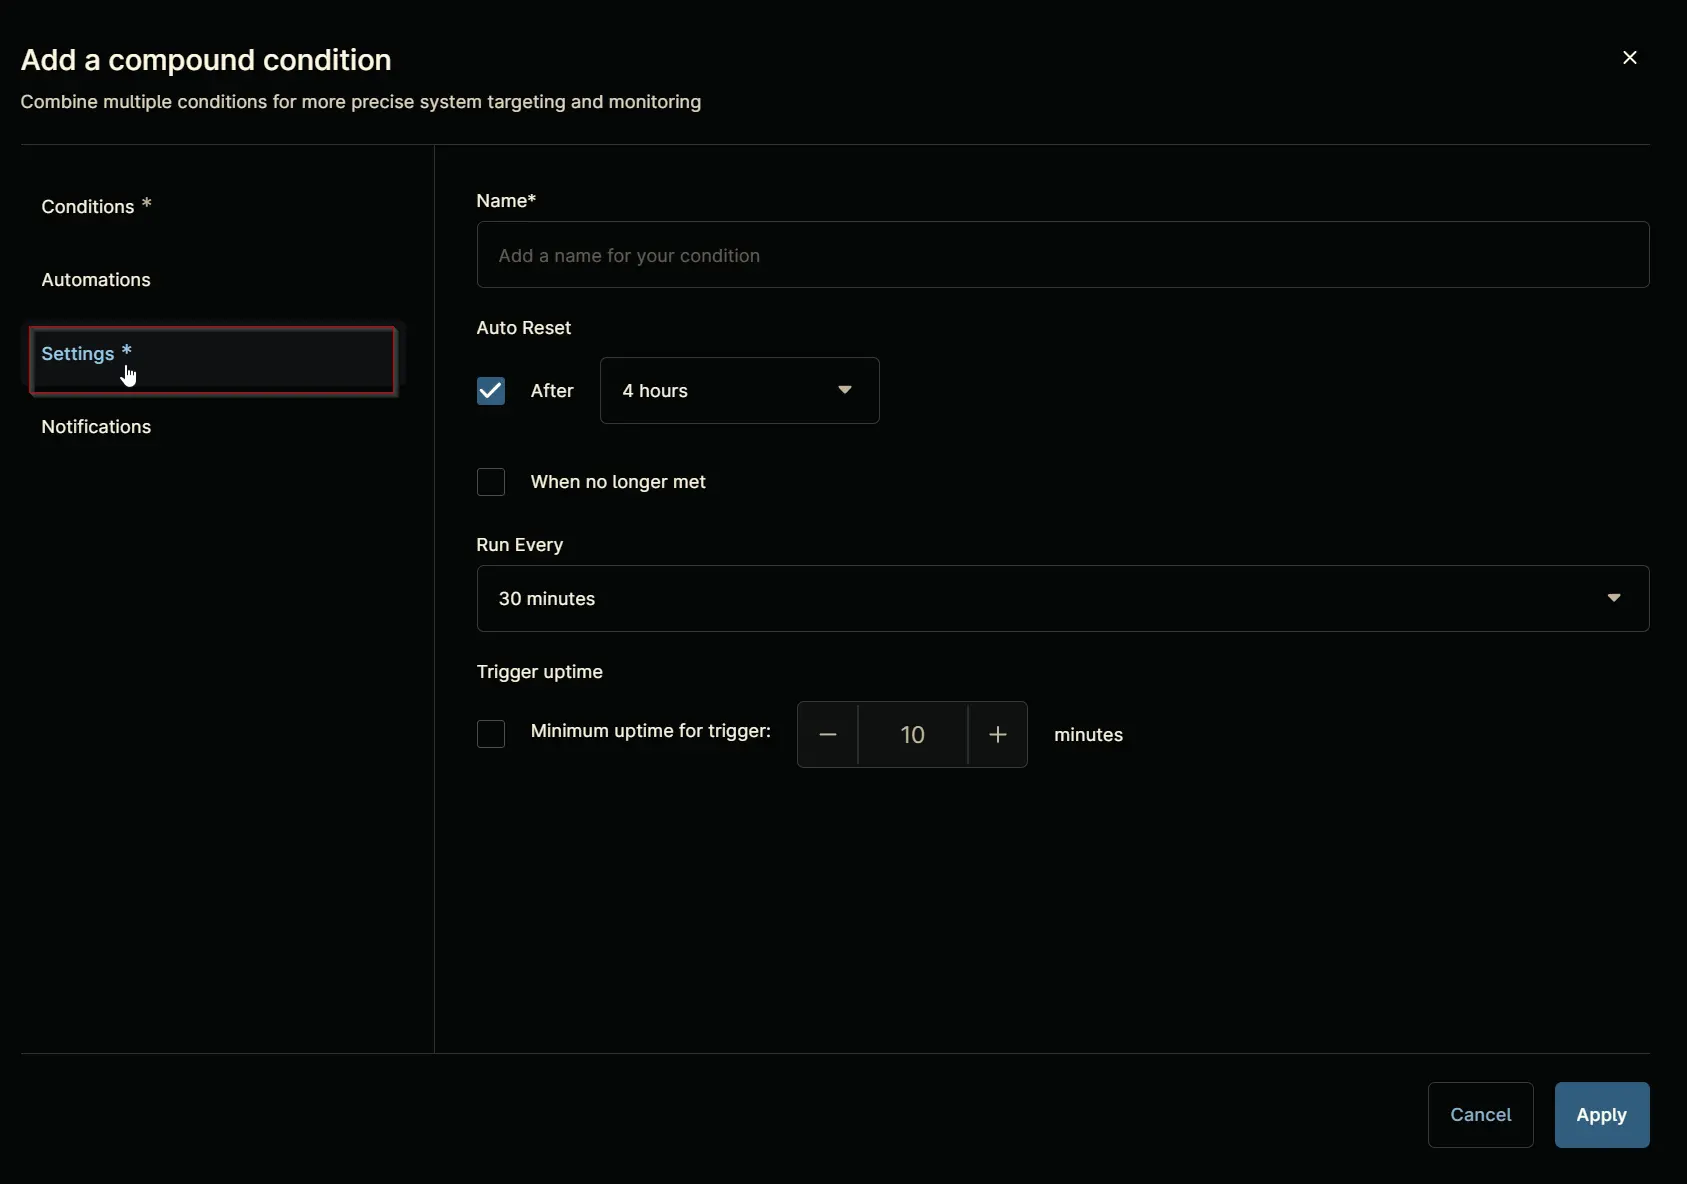 Add a compound condition
Combine multiple conditions for more precise system targeting and monitoring
Conditions *
Automations
Settings *
Notifications
Name*
Add a name for your condition
Auto Reset
After
4 hours
When no longer met
Run Every
30 minutes
Trigger uptime
Minimum uptime for trigger:
10
minutes
Cancel
Apply